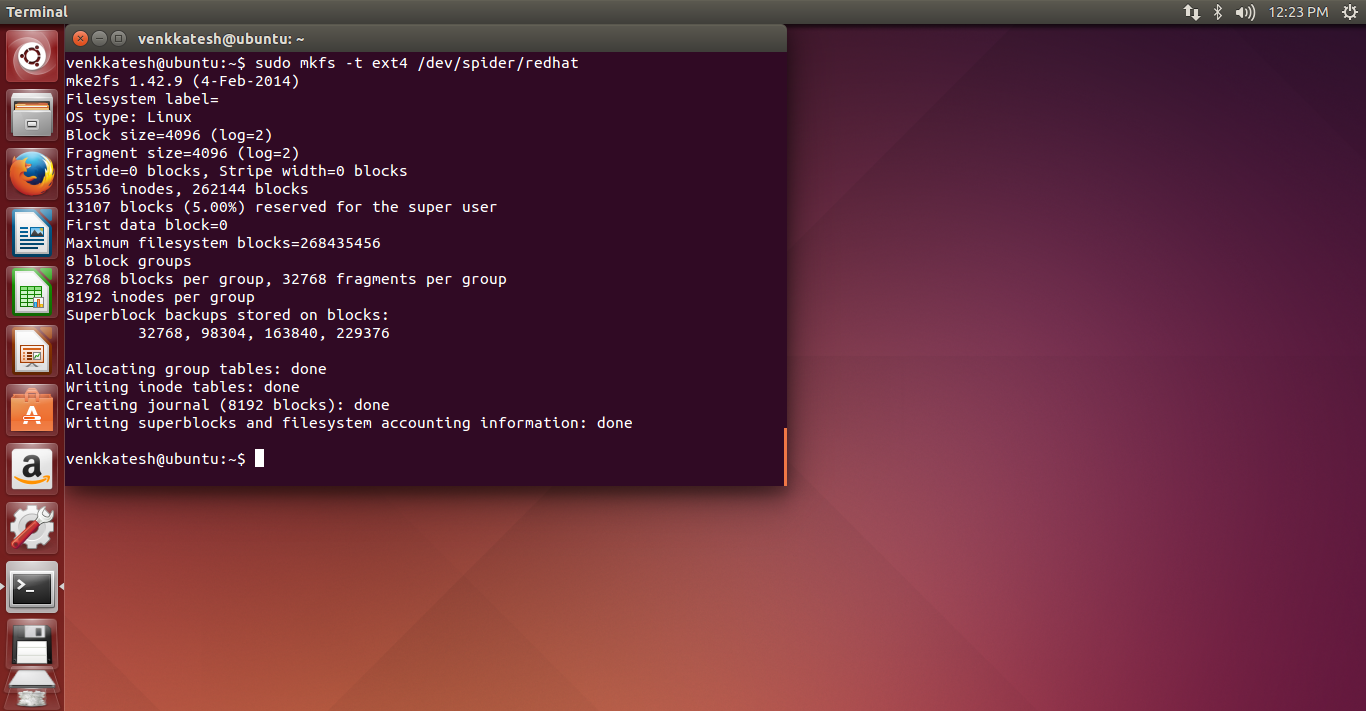 Terminal
12:23 PM
venkkatesh@ubuntu: ~
venkkatesh@ubuntu:~$ sudo mkfs -t ext4 /dev/spider/redhat
mke2fs 1.42.9 (4-Feb-2014)
Filesystem label=
OS type: Linux
Block size=4096 (log=2)
Fragment size=4096 (log=2)
Stride=0 blocks, Stripe width=0 blocks
65536 inodes, 262144 blocks
13107 blocks (5.00%) reserved for the super user
First data block=0
Maximum filesystem blocks=268435456
8 block groups
32768 blocks per group, 32768 fragments per group
8192 inodes per group
Superblock backups stored on blocks:
        32768, 98304, 163840, 229376
Allocating group tables: done
Writing inode tables: done
Creating journal (8192 blocks): done
Writing superblocks and filesystem accounting information: done
venkkatesh@ubuntu:~$